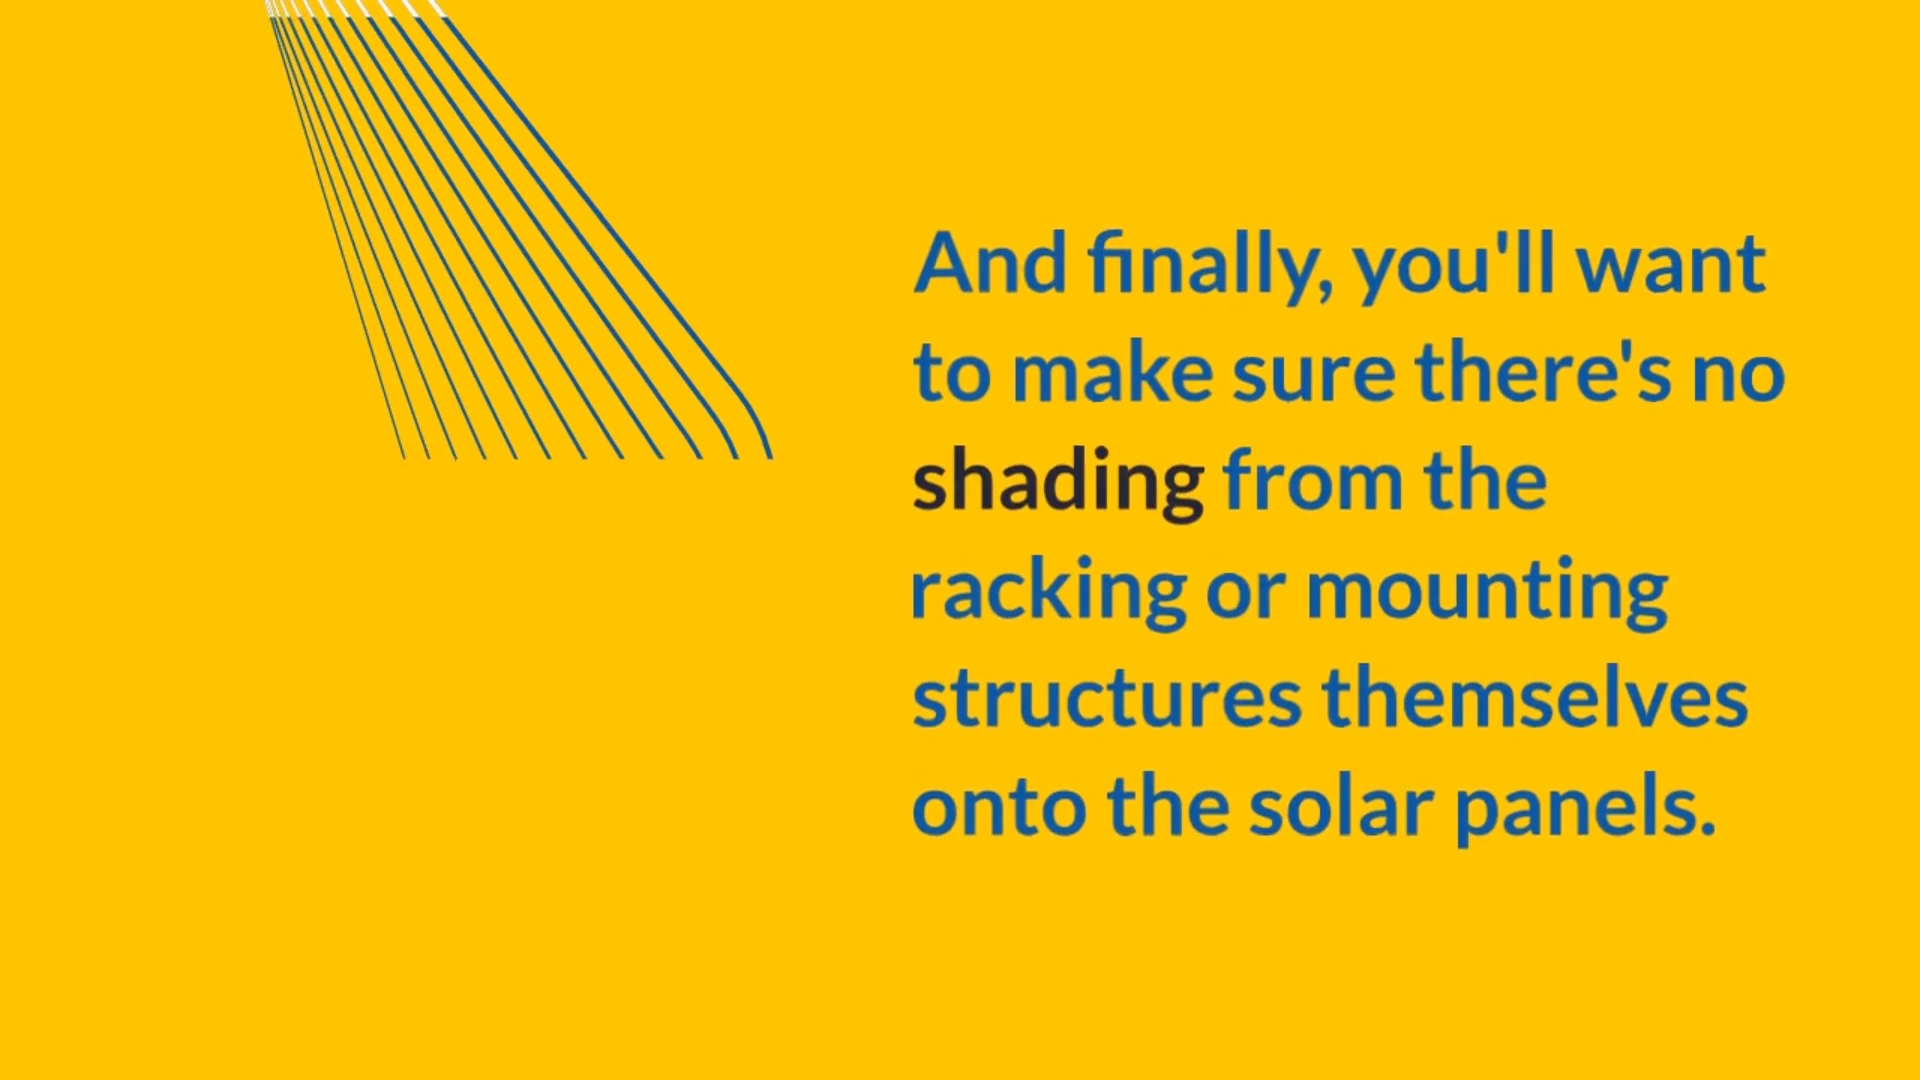 And finally, you'll want
to make sure there's no
shading from the
racking or mounting
structures themselves
onto the solar panels.